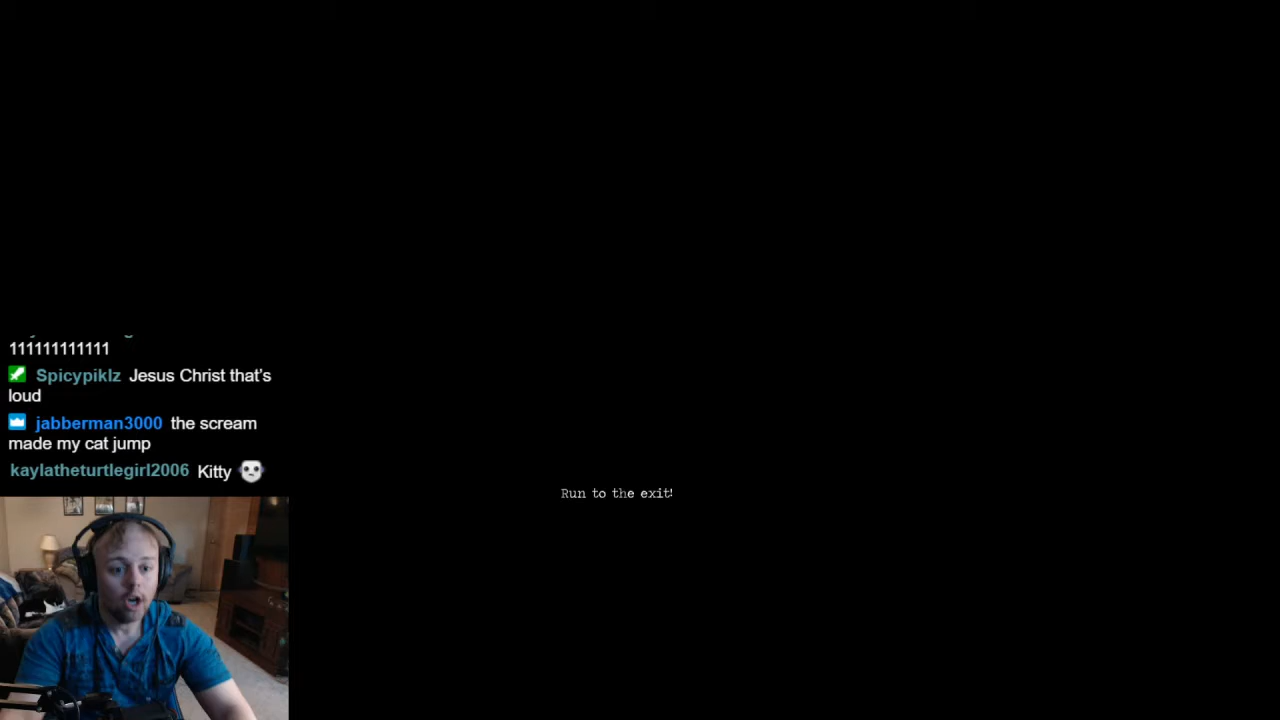 111111111111
Spicypiklz Jesus Christ that's
loud
jabberman3000 the scream
made my cat jump
kaylatheturtlegirl2006 Kitty
Run to the exit!